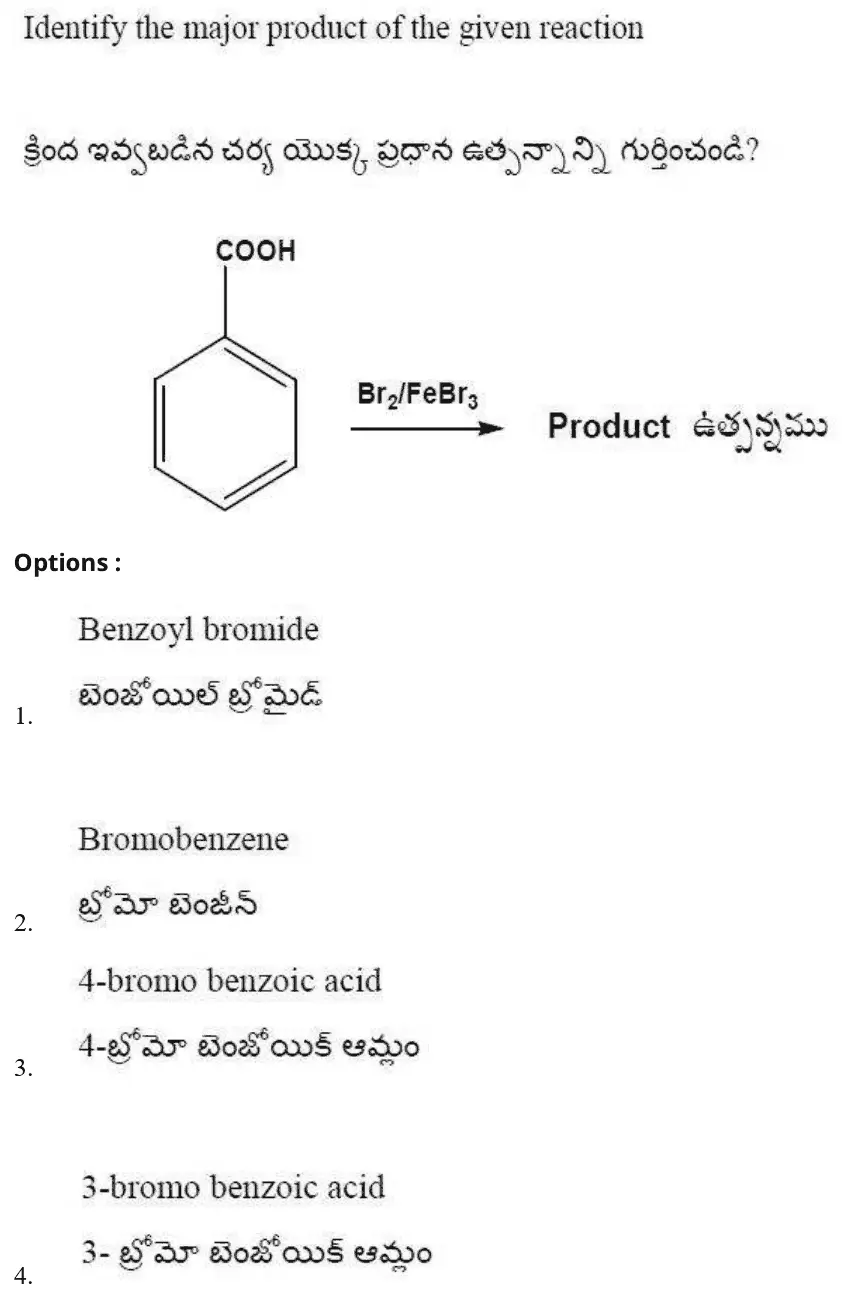 Identify the major product of the given reaction
క్రింద ఇవ్వబడిన చర్య యొక్క ప్రధాన ఉత్పన్నాన్ని గుర్తించండి?
COOH
Br₂/FeBr₃
Product ఉత్పన్నము
Options :
Benzoyl bromide
బెంజోయిల్ బ్రోమైడ్
1.
Bromobenzene
బ్రోమో బెంజీన్
2.
4-bromo benzoic acid
4-బ్రోమో బెంజోయిక్ ఆమ్లం
3.
3-bromo benzoic acid
3- బ్రోమో బెంజోయిక్ ఆమ్లం
4.